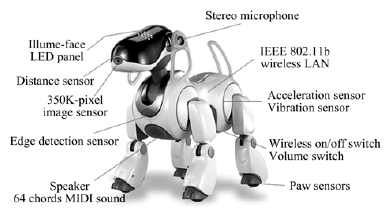 Stereo microphone
Illume-face
LED panel
IEEE 802.11b
wireless LAN
Distance sensor
350K-pixel
image sensor
Acceleration sensor
Vibration sensor
Edge detection sensor
Wireless on/off switch
Volume switch
Speaker
64 chords MIDI sound
Paw sensors